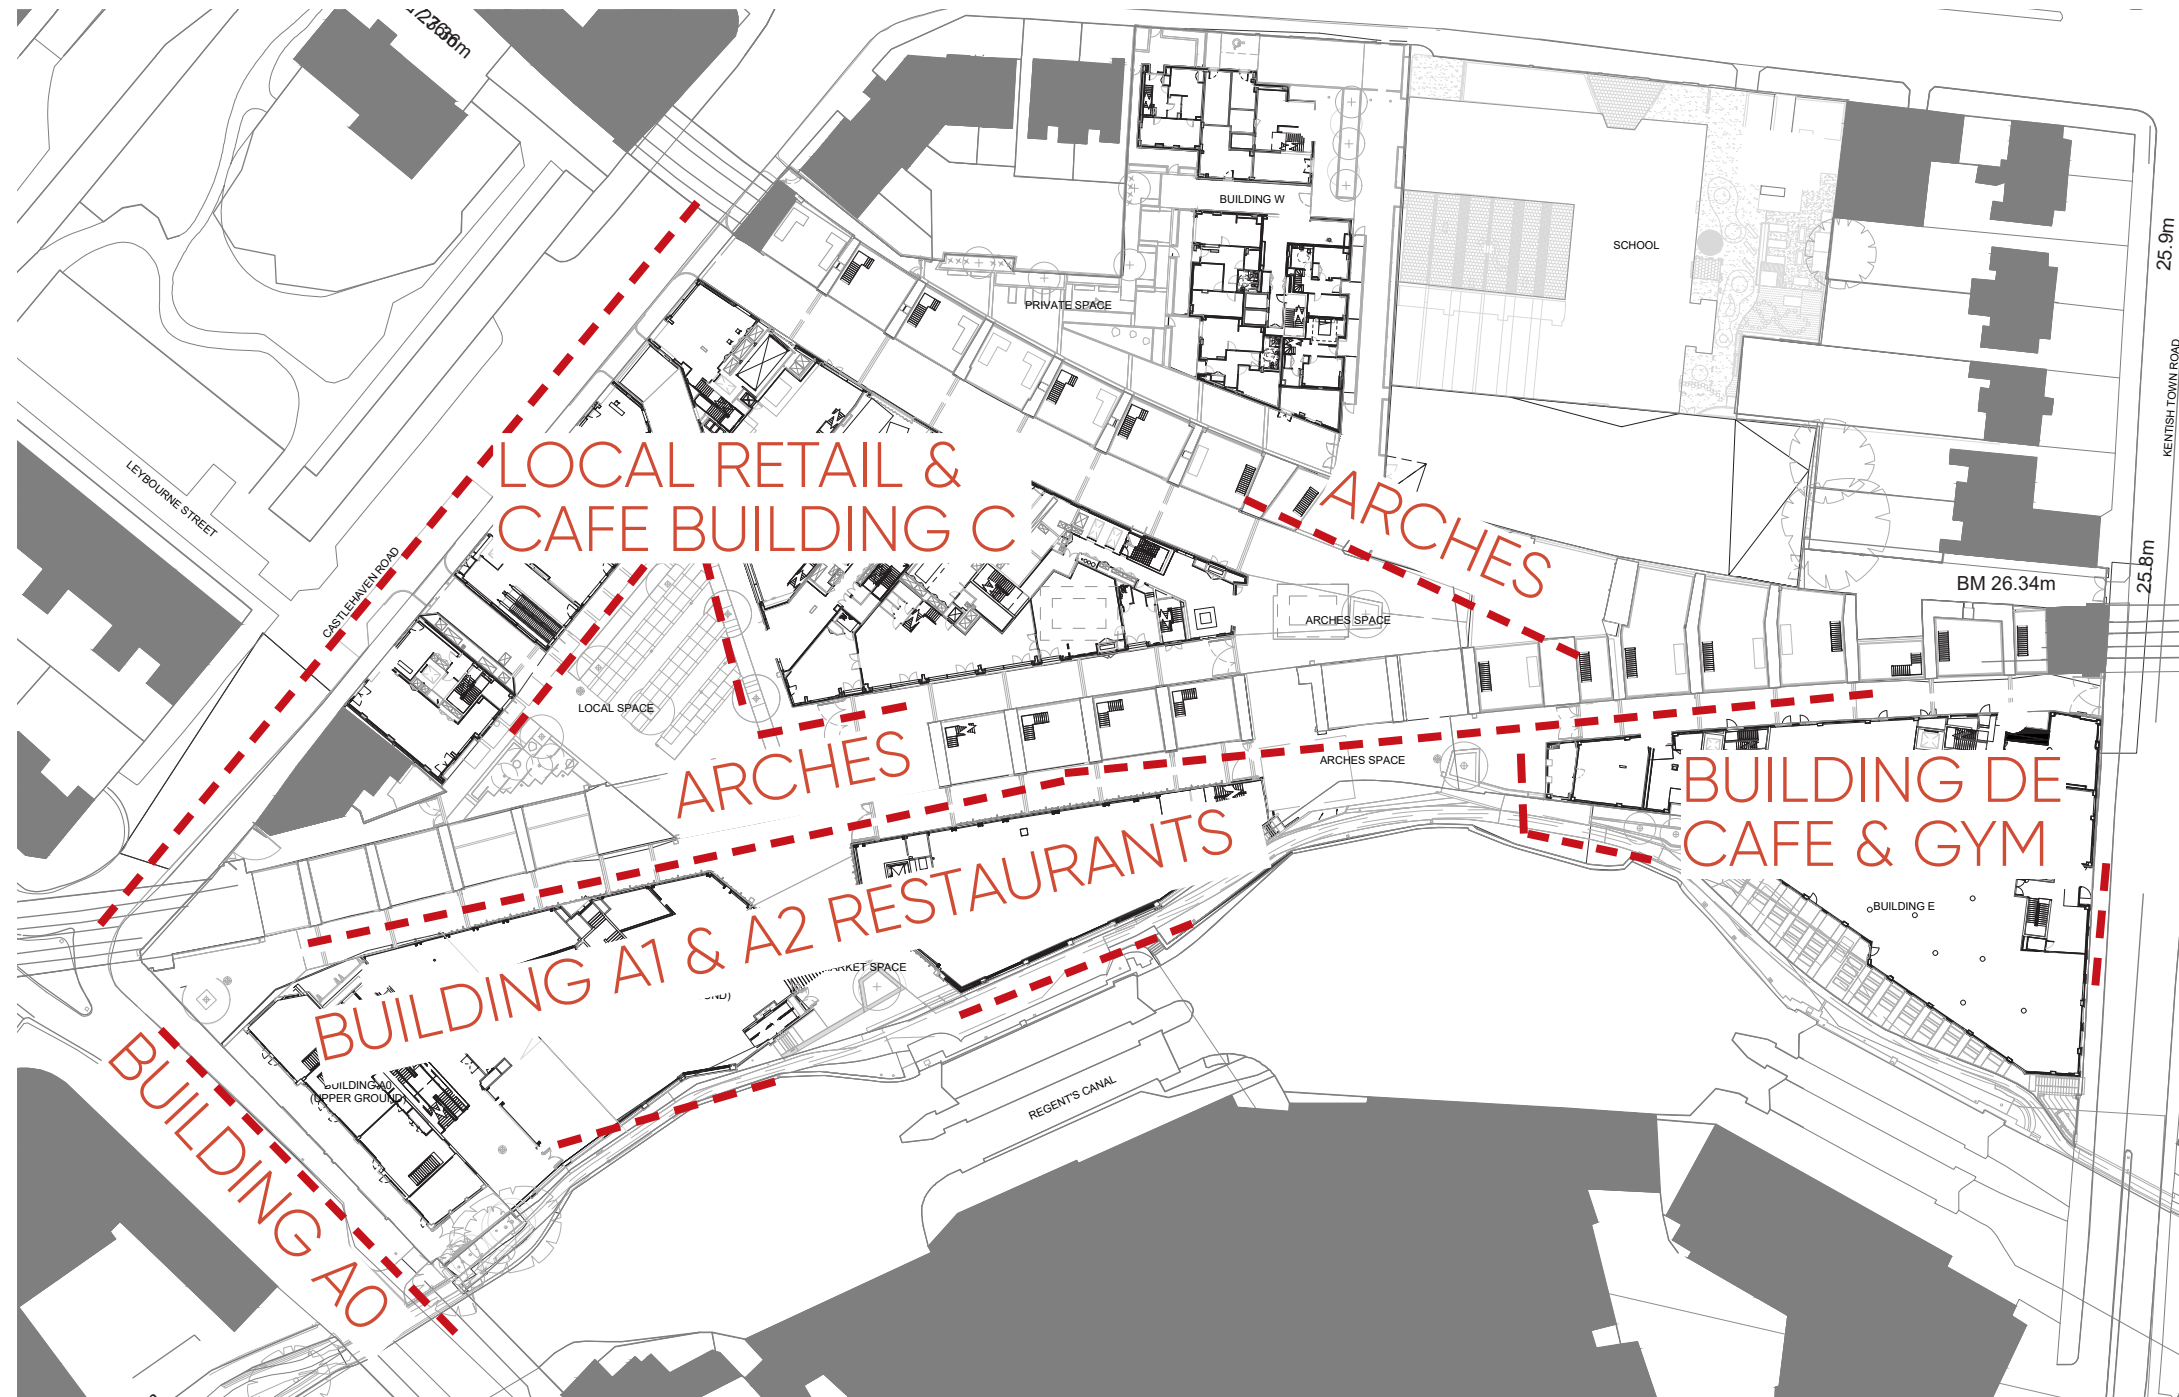 BUILDING W
SCHOOL
25.9m
PRIVATE SPACE
KENTISH TOWN ROAD
LEYBOURNE STREET
CASTLEHAVEN ROAD
LOCAL RETAIL &
CAFE BUILDING C
ARCHES
25.8m
BM 26.34m
ARCHES SPACE
LOCAL SPACE
ARCHES
ARCHES SPACE
BUILDING DE
CAFE & GYM
BUILDING A1 & A2 RESTAURANTS
BUILDING E
MARKET SPACE
BUILDING A0
(UPPER GROUND)
REGENT'S CANAL
BUILDING A0